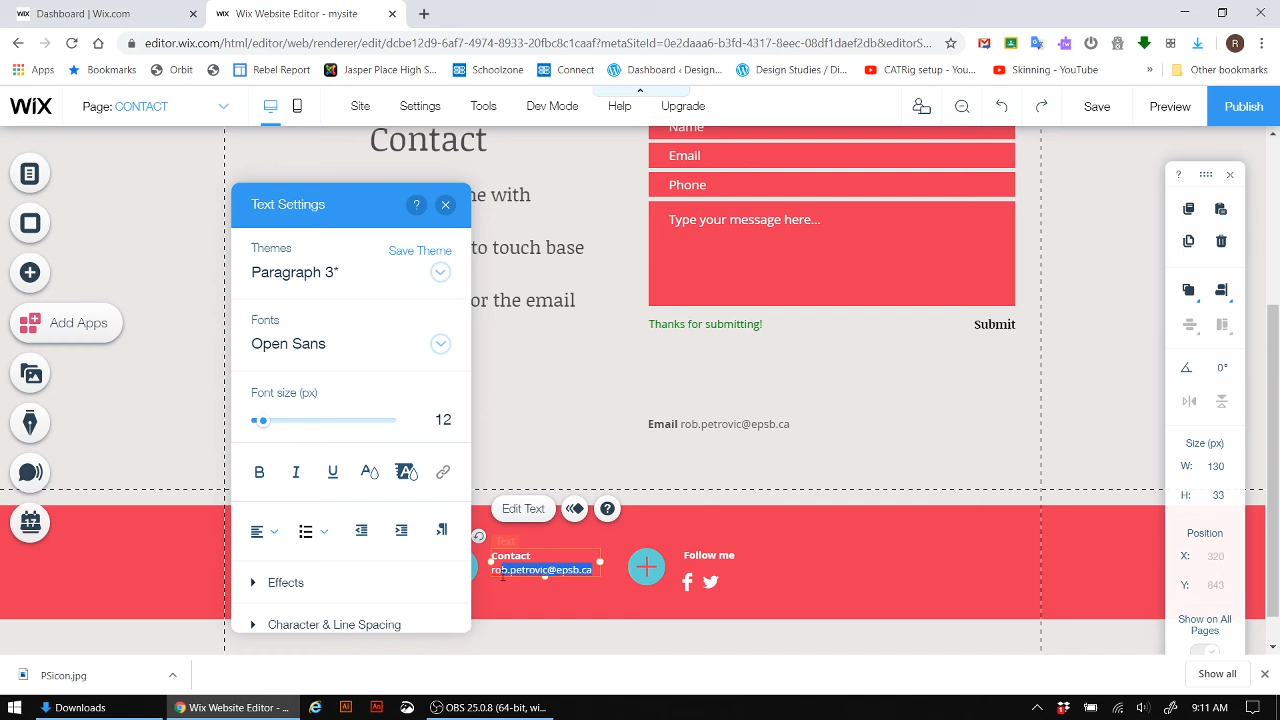 Dashboard | Wix.com
Wix Website Editor - mysite
editor.wix.com/html/editor/web/renderer/edit/dcbe12d9-caf7-4974-8933-20f9c8c1caaf?metaSiteId=0e2daaa6-b3fd-4317-8eec-08df1daef2db&editorS...
Apps
Bookmarks
Orbit
Rebel Report
Jasper Place High S...
Schoolzone
Connect
Dashboard ‹ Design...
Design Studies / Di...
CATRig setup - You...
Skinning - YouTube
»
Other bookmarks
WiX
Page: CONTACT
Site
Settings
Tools
Dev Mode
Help
Upgrade
Save
Preview
Publish
Contact
Name
Email
Phone
Type your message here...
Thanks for submitting!
Submit
me with
to touch base
or the email
Text Settings
?
Themes
Save Theme
Paragraph 3*
Fonts
Open Sans
Font size (px)
12
B I U A A
Effects
Character & Line Spacing
Add Apps
17
Email rob.petrovic@epsb.ca
Edit Text
?
Text
Contact
rob.petrovic@epsb.ca
Follow me
?
0°
Size (px)
W: 130
H: 33
Position
X: 320
Y: 843
Show on All
Pages
PSicon.jpg
Show all
Downloads
Wix Website Editor - ...
Ai
An
OBS 25.0.8 (64-bit, wi...
9:11 AM